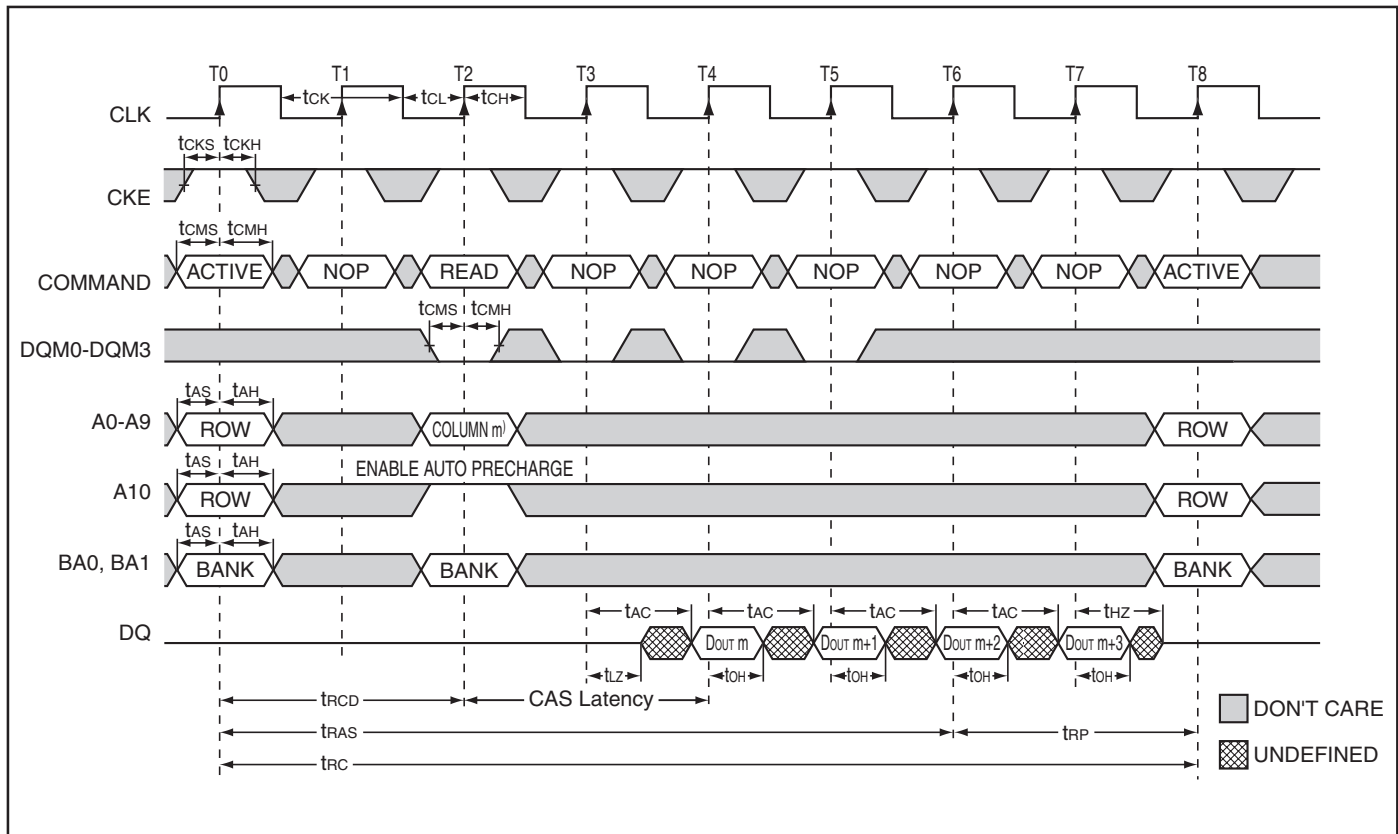 T0 T1 T2 T3 T4 T5 T6 T7 T8
tCK tCL tCH
CLK
tCKS tCKH
CKE
tCMS tCMH
COMMAND ACTIVE NOP READ NOP NOP NOP NOP NOP ACTIVE
tCMS tCMH
DQM0-DQM3
tAS tAH
A0-A9 ROW COLUMN m) ROW
tAS tAH ENABLE AUTO PRECHARGE
A10 ROW ROW
tAS tAH
BA0, BA1 BANK BANK BANK
tAC tAC tAC tAC tHZ
DQ DOUT m DOUT m+1 DOUT m+2 DOUT m+3
tLZ tOH tOH tOH tOH
tRCD CAS Latency
DON'T CARE
tRAS tRP
UNDEFINED
tRC